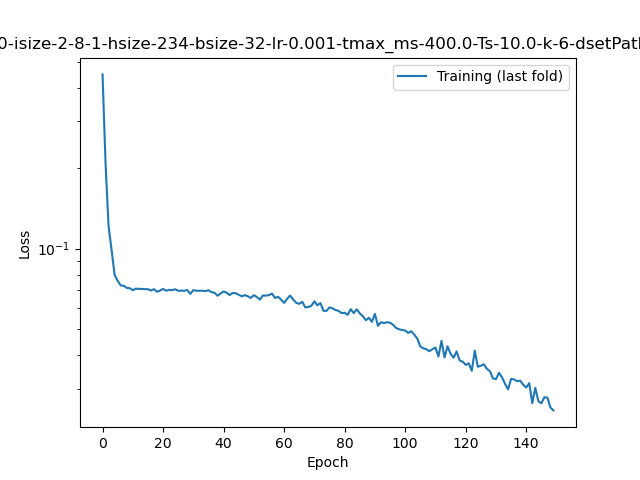 0-isize-2-8-1-hsize-234-bsize-32-lr-0.001-tmax_ms-400.0-Ts-10.0-k-6-dsetPath
Training (last fold)
Loss
10⁻¹
0 20 40 60 80 100 120 140
Epoch